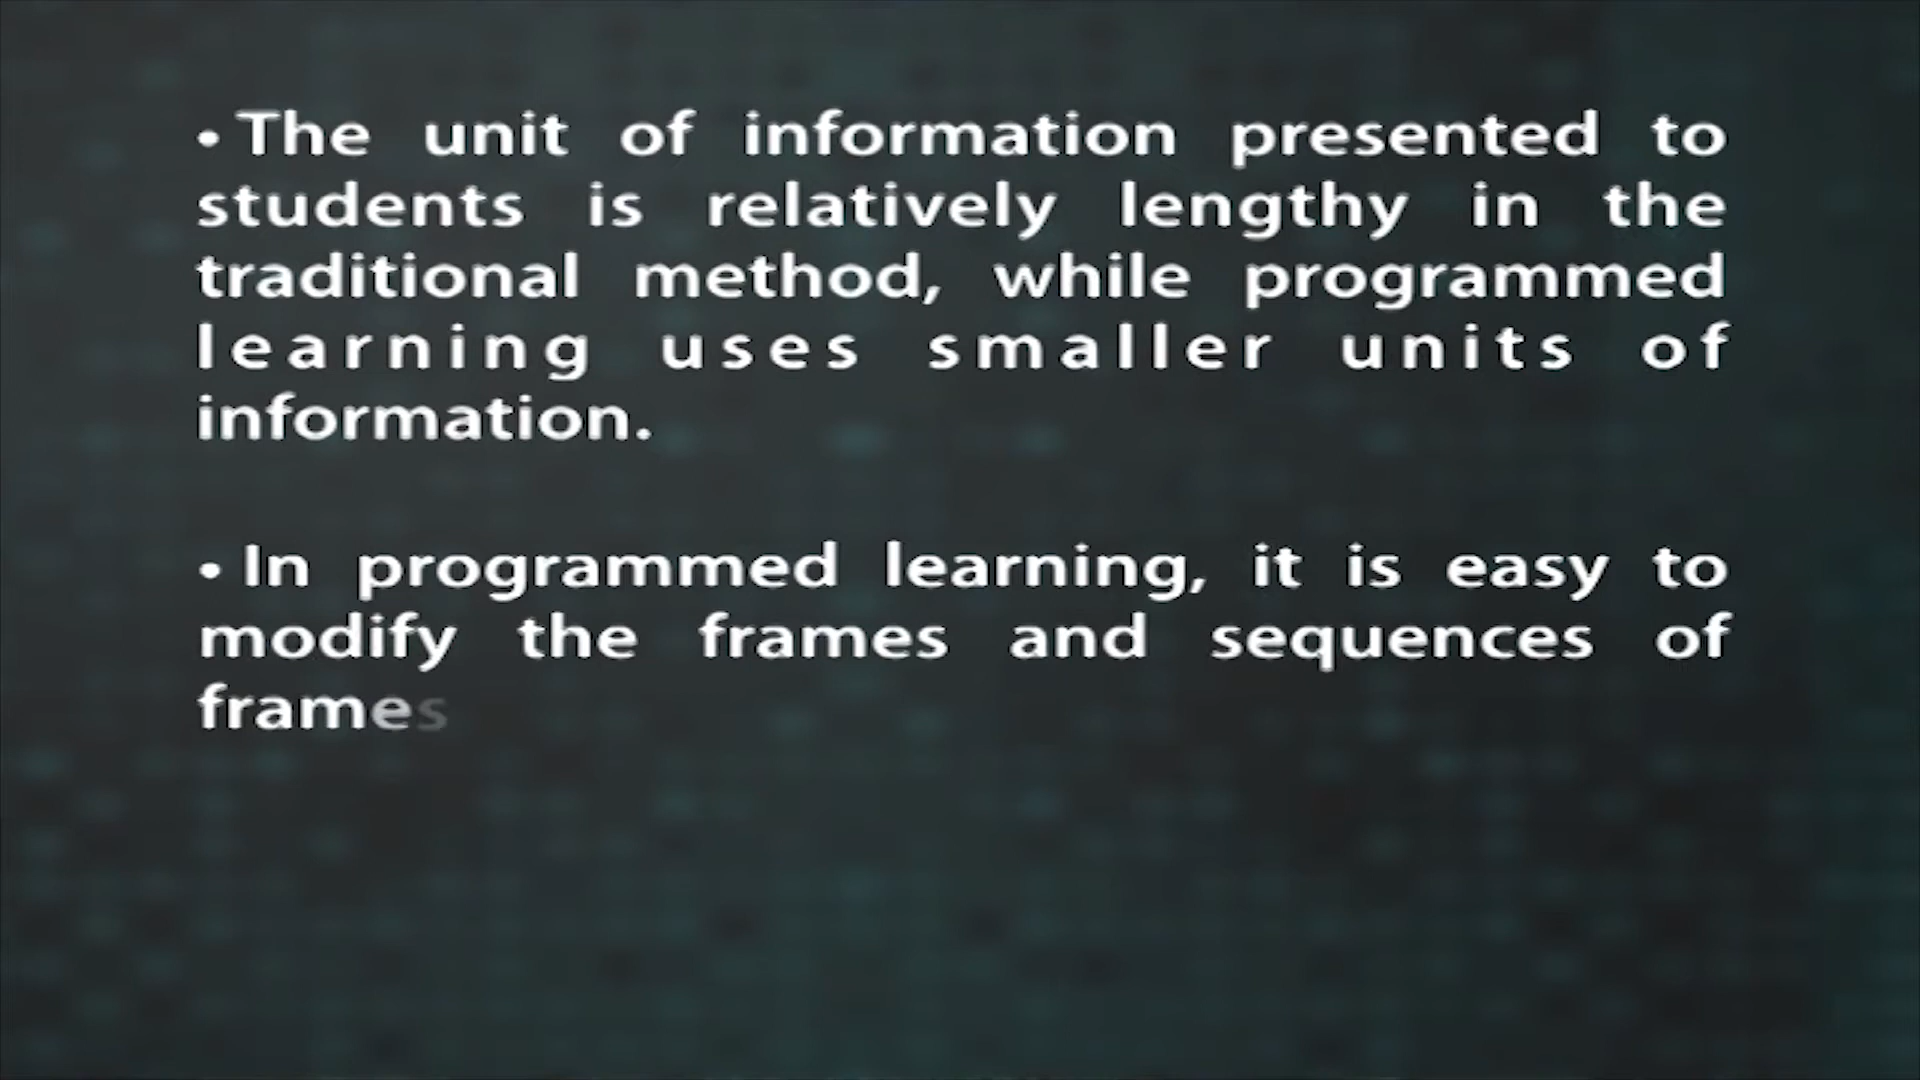 • The unit of information presented to
students is relatively lengthy in the
traditional method, while programmed
learning uses smaller units of
information.
• In programmed learning, it is easy to
modify the frames and sequences of
frames